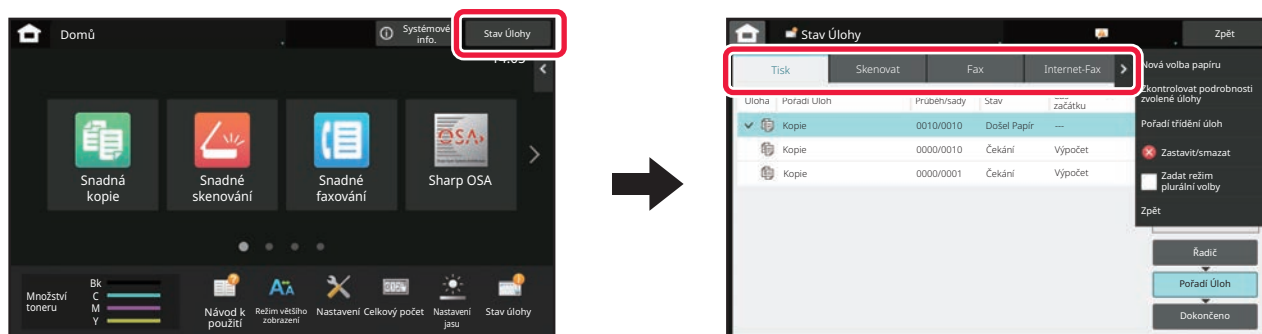 Domů
Systémové
info.
Stav Úlohy
Snadná
kopie
Snadné
skenování
Snadné
faxování
OSA
Sharp OSA
Množství
toneru
Bk
C
M
Y
Návod k
použití
Režim většího
zobrazení
Nastavení
Celkový počet
Nastavení
jasu
Stav úlohy
Stav Úlohy
Zpět
Tisk
Skenovat
Fax
Internet-Fax
Úloha
Pořadí Úloh
Průběh/sady
Stav
začátku
Kopie
0010/0010
Došel Papír
—
Kopie
0000/0010
Čekání
Výpočet
Kopie
0000/0001
Čekání
Výpočet
Nová volba papíru
Zkontrolovat podrobnosti
zvolené úlohy
Pořadí třídění úloh
Zastavit/smazat
Zadat režim
plurální volby
Zpět
Řadič
Pořadí Úloh
Dokončeno